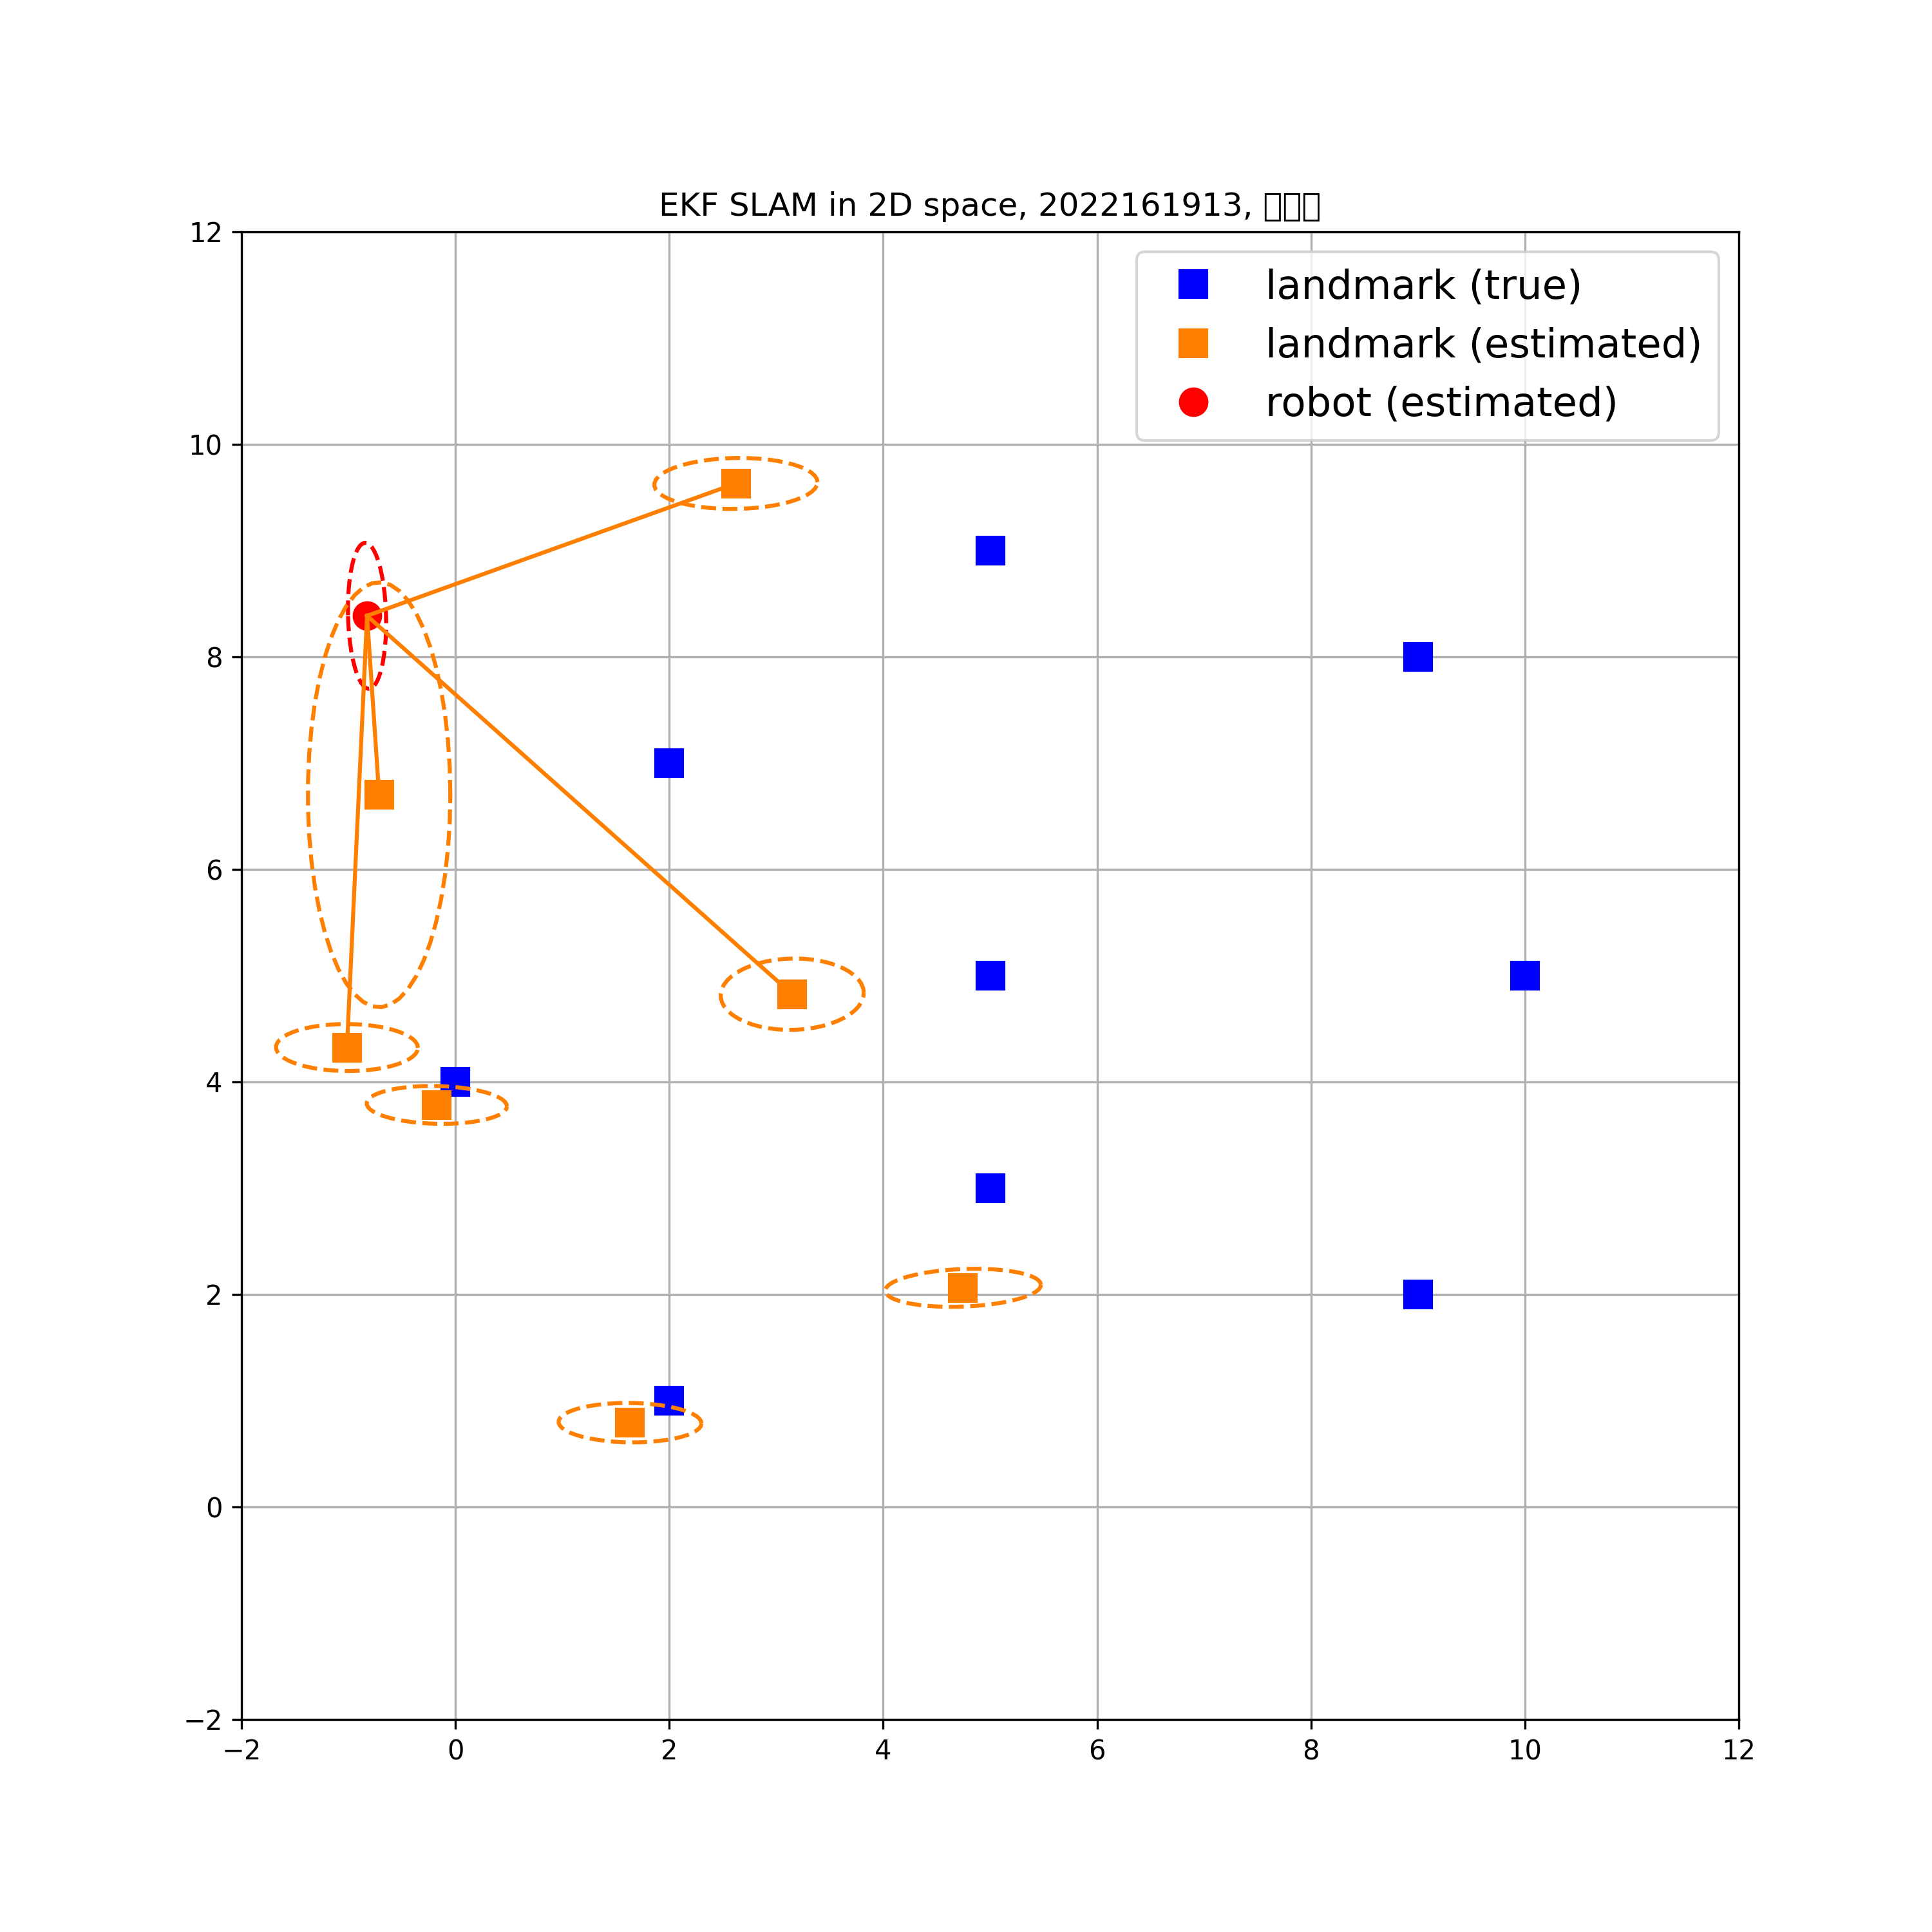 EKF SLAM in 2D space, 2022161913,
12
10
8
6
4
2
0
−2
−2 0 2 4 6 8 10 12
landmark (true)
landmark (estimated)
robot (estimated)